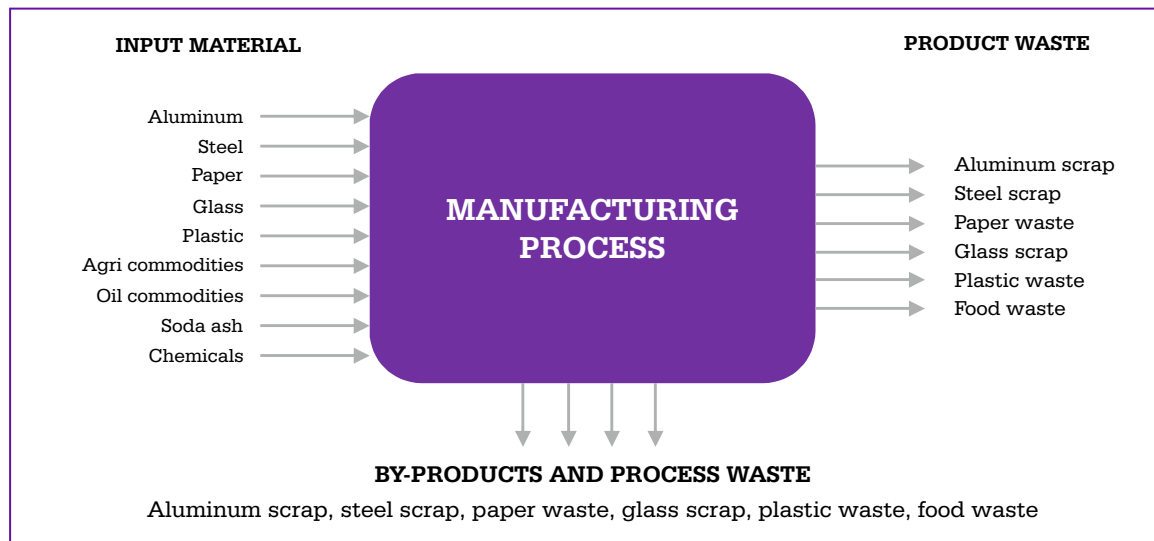 INPUT MATERIAL
PRODUCT WASTE
Aluminum
Steel
Paper
Glass
Plastic
Agri commodities
Oil commodities
Soda ash
Chemicals
MANUFACTURING
PROCESS
Aluminum scrap
Steel scrap
Paper waste
Glass scrap
Plastic waste
Food waste
BY-PRODUCTS AND PROCESS WASTE
Aluminum scrap, steel scrap, paper waste, glass scrap, plastic waste, food waste